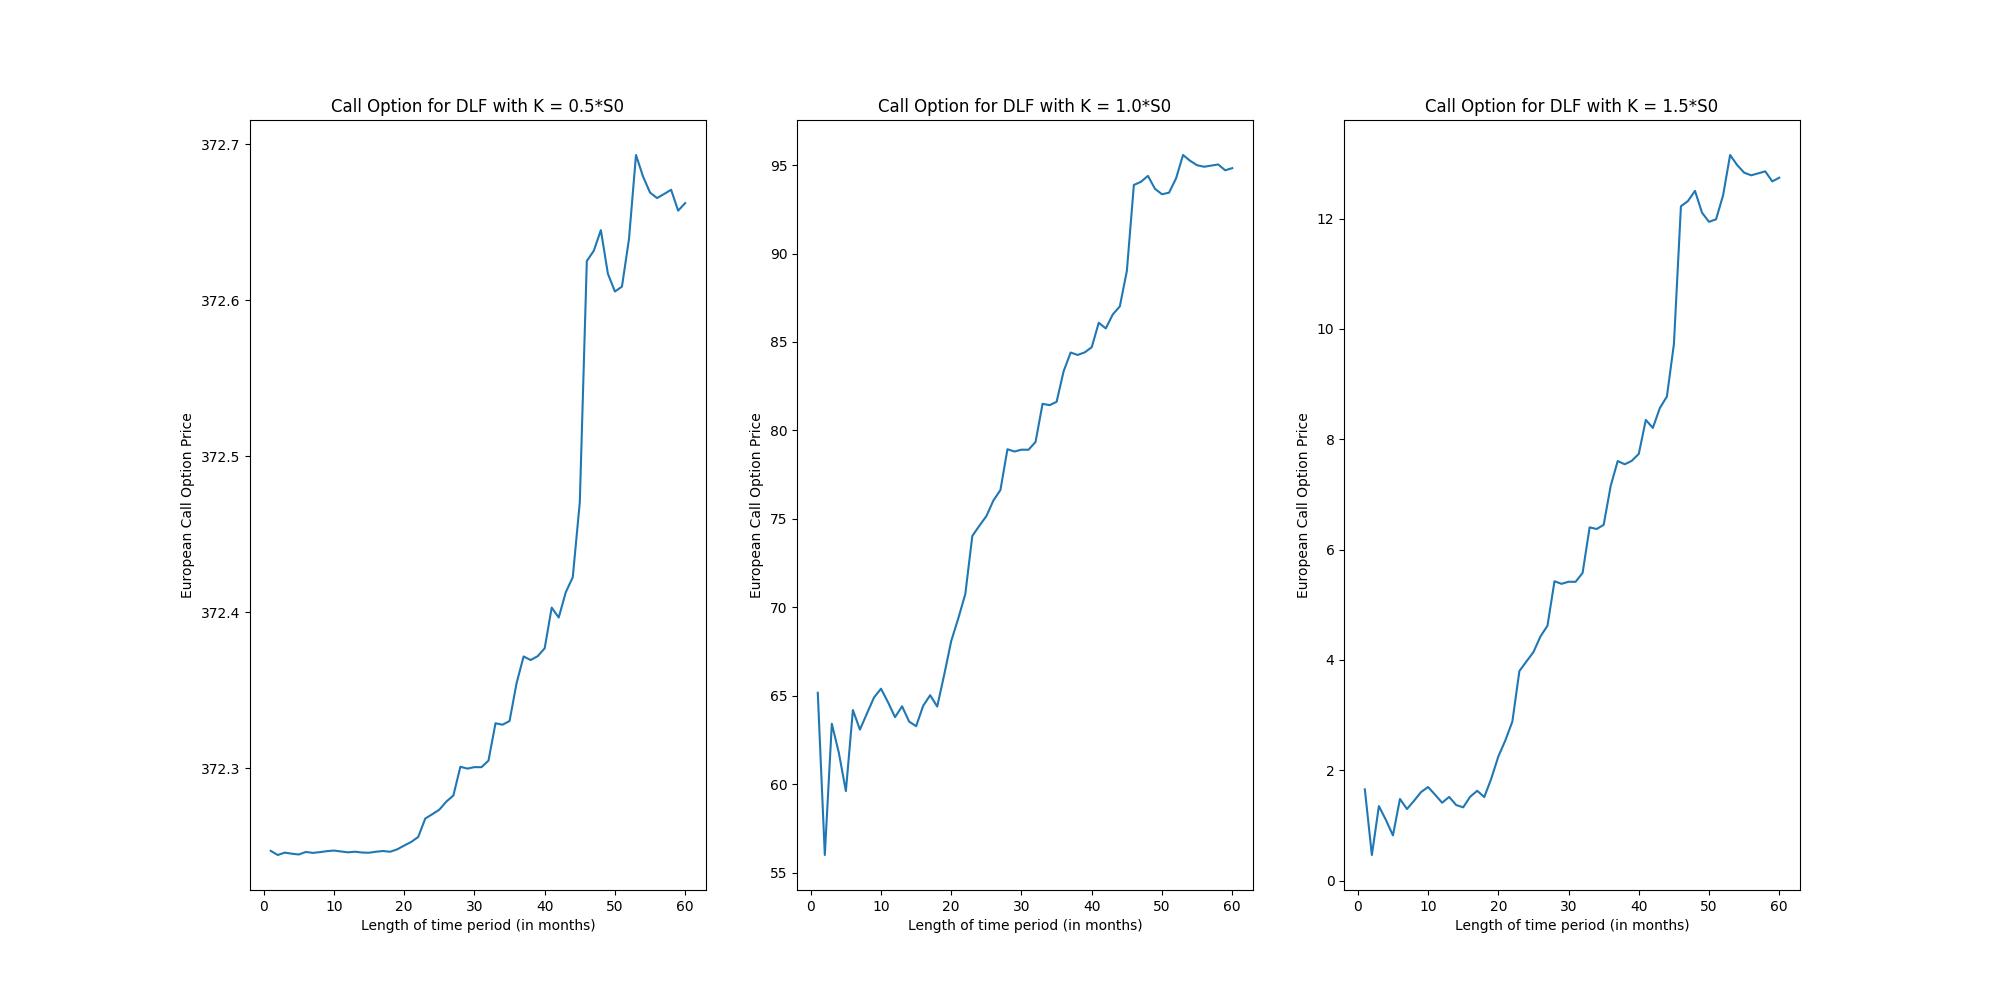 Call Option for DLF with K = 0.5*S0
372.7
372.6
372.5
372.4
372.3
European Call Option Price
0 10 20 30 40 50 60
Length of time period (in months)
Call Option for DLF with K = 1.0*S0
95
90
85
80
75
70
65
60
55
European Call Option Price
0 10 20 30 40 50 60
Length of time period (in months)
Call Option for DLF with K = 1.5*S0
12
10
8
6
4
2
0
European Call Option Price
0 10 20 30 40 50 60
Length of time period (in months)